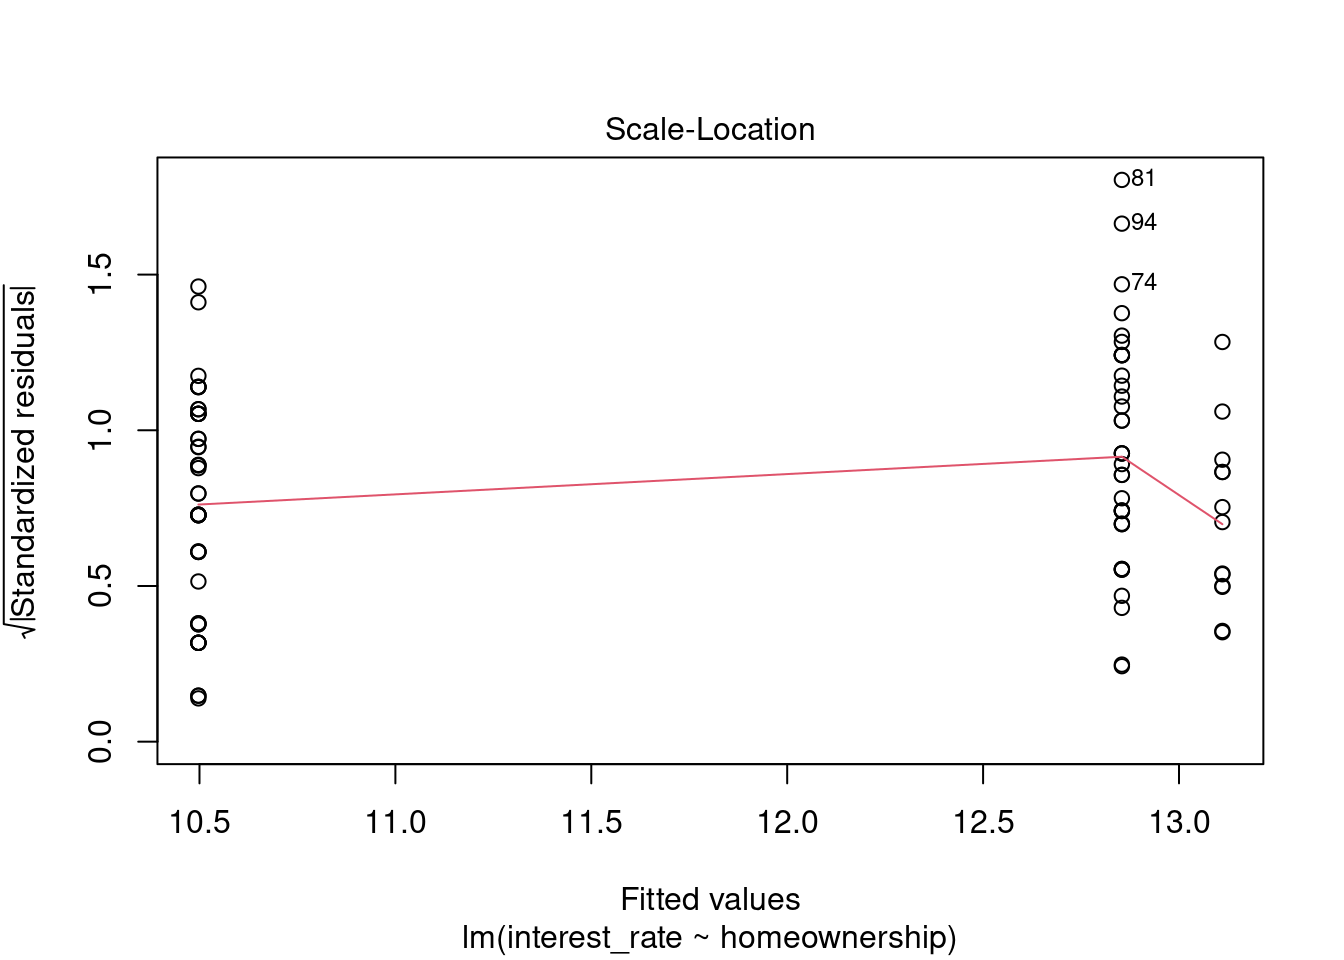 Scale-Location
81
94
74
√|Standardized residuals|
1.5
1.0
0.5
0.0
10.5 11.0 11.5 12.0 12.5 13.0
Fitted values
lm(interest_rate ~ homeownership)